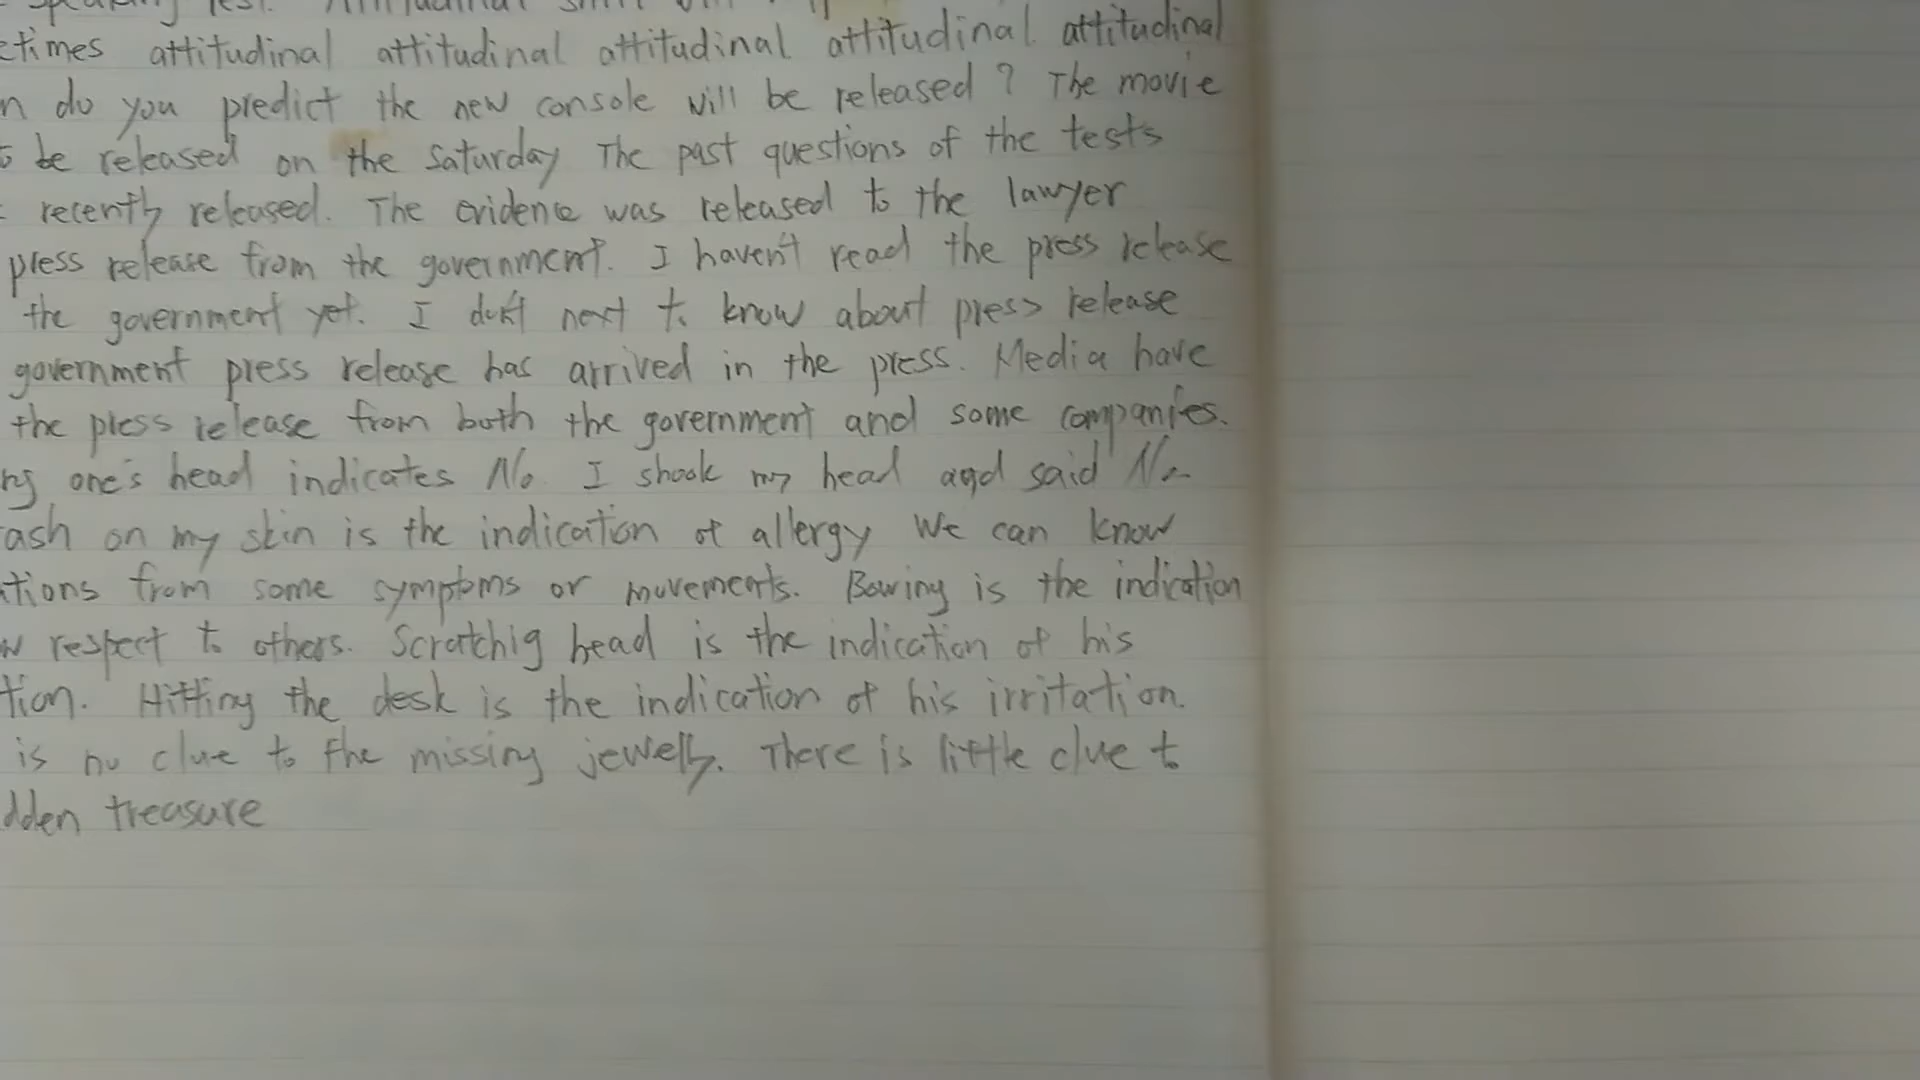 speaking test. Attitudinal shift
etimes attitudinal attitudinal attitudinal attitudinal. attitudinal
n do you predict the new console will be released? The movie
to be released on the Saturday The past questions of the tests
recently released. The evidence was released to the lawyer
press release from the government. I haven't read the press release
the government yet. I don't next to know about press release
government press release has arrived in the press. Media have
the press release from both the government and some companies.
ng one's head indicates No I shook my head and said "No
ash on my skin is the indication of allergy We can know
ations from some symptoms or movements. Bowing is the indication
w respect to others. Scratchig head is the indication of his
tion. Hitting the desk is the indication of his irritation.
is no clue to the missing jewelly. There is little clue to
dden treasure